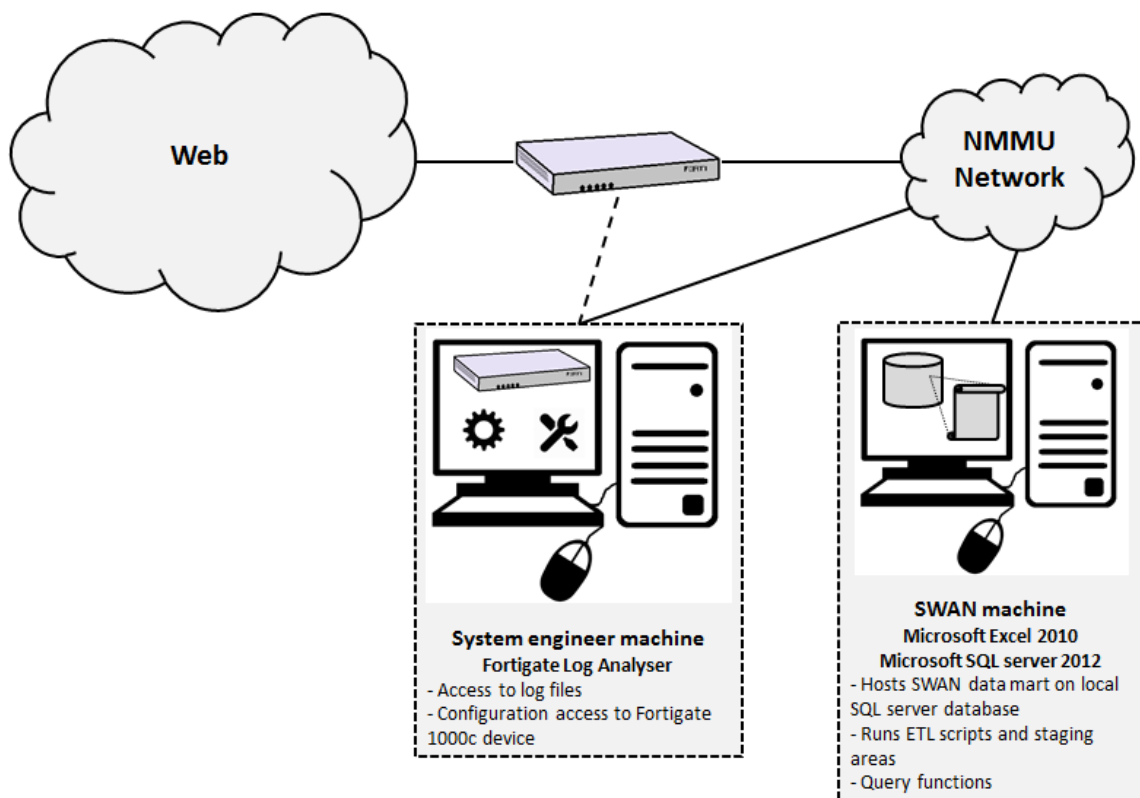 Web
NMMU
Network
System engineer machine
Fortigate Log Analyser
- Access to log files
- Configuration access to Fortigate
1000c device
SWAN machine
Microsoft Excel 2010
Microsoft SQL server 2012
- Hosts SWAN data mart on local
SQL server database
- Runs ETL scripts and staging
areas
- Query functions